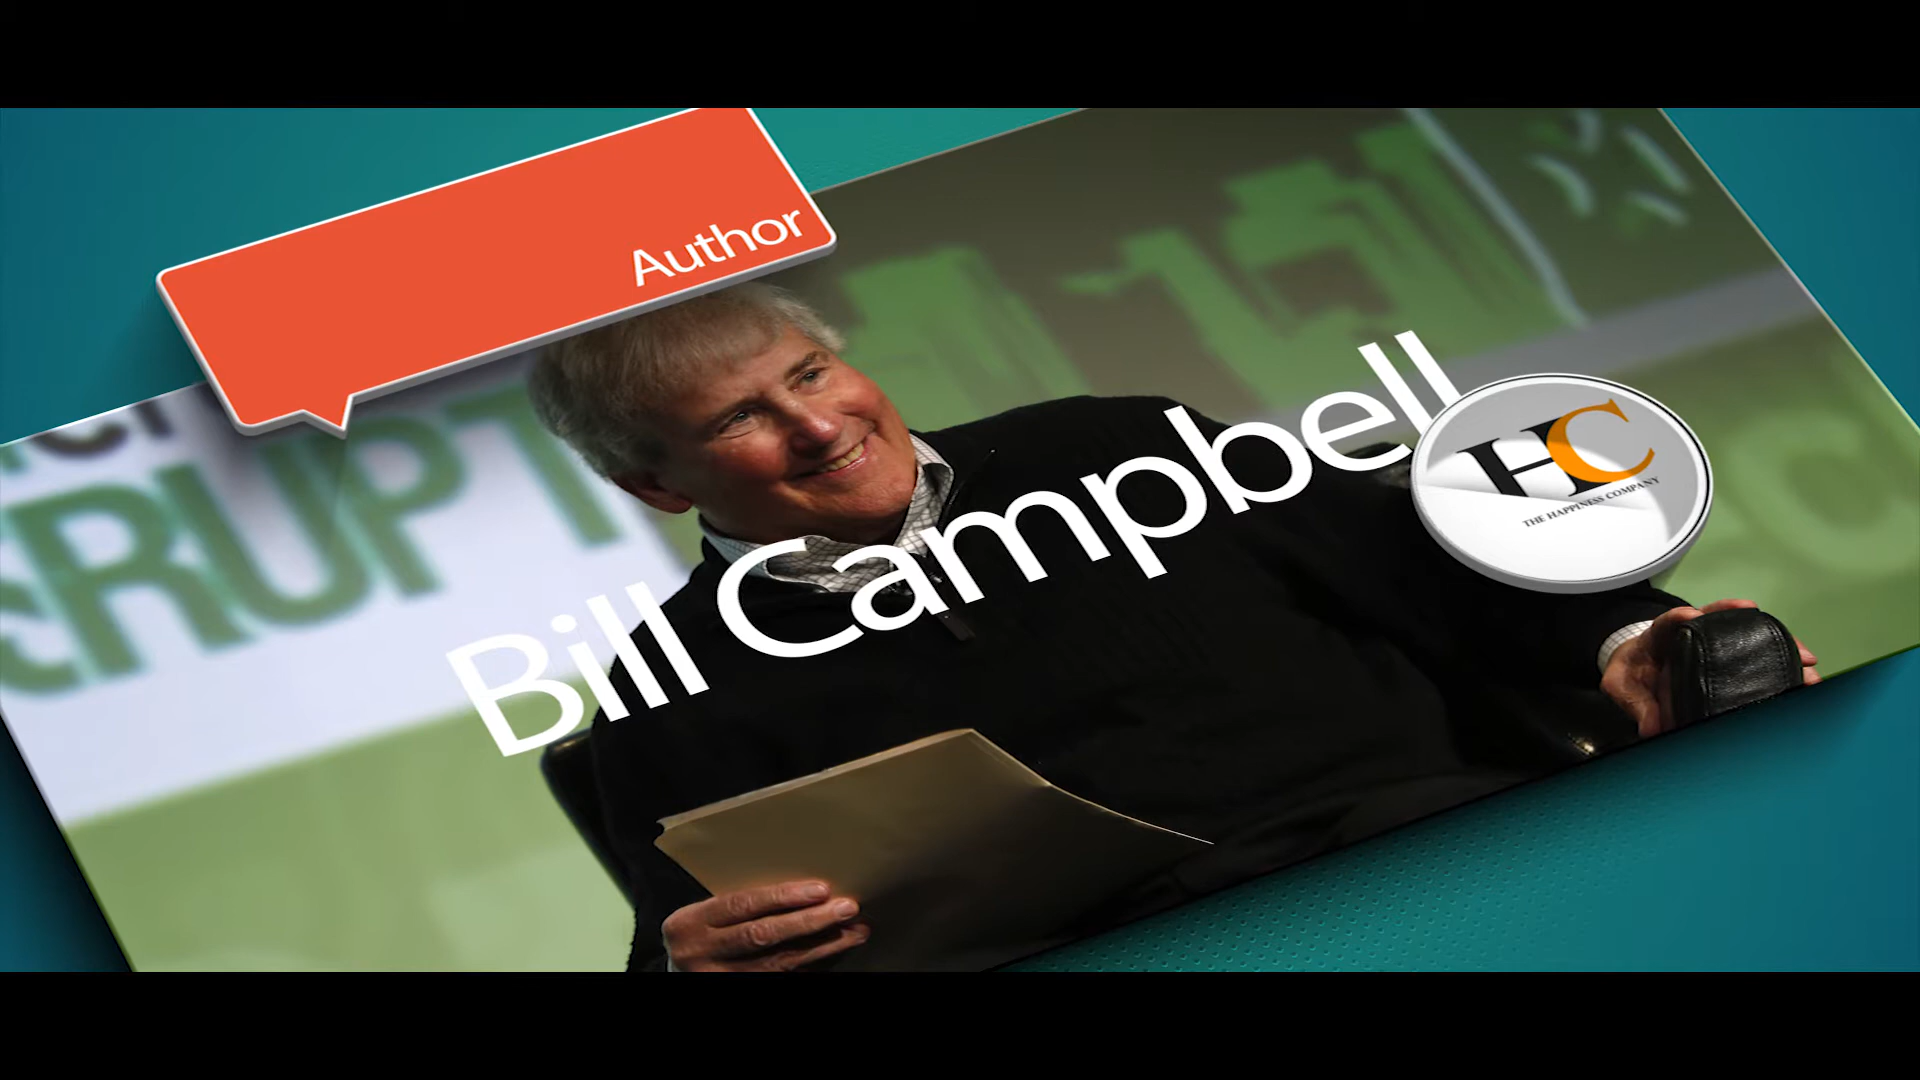 Author
RUPT
Bill Campbell
HC
THE HAPPINESS COMPANY